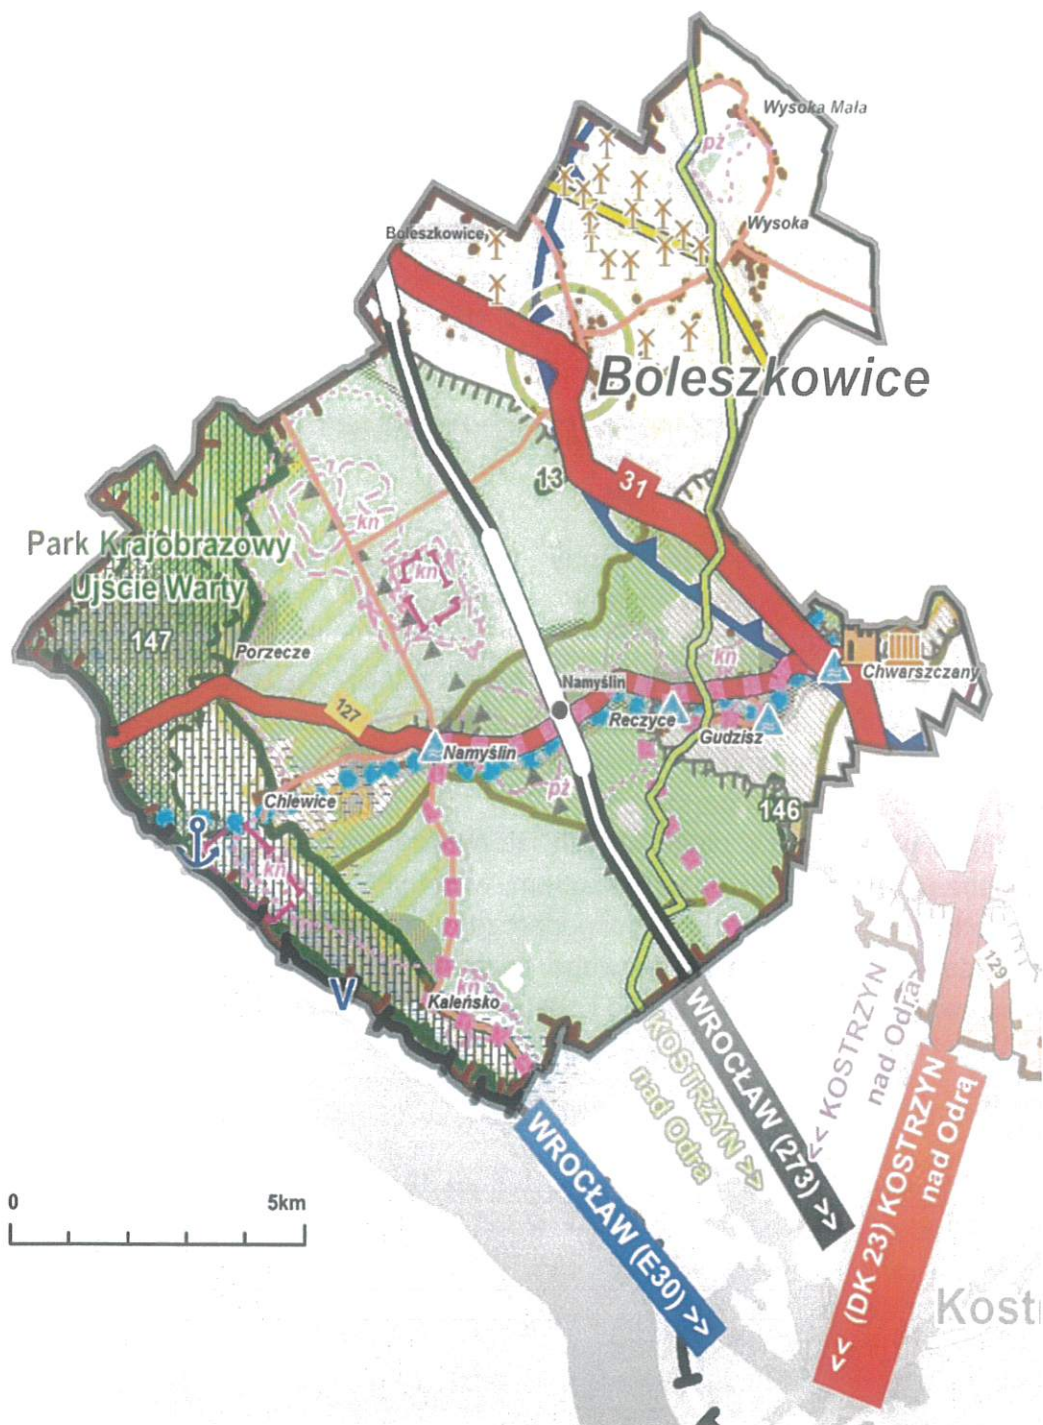 Wysoka Mała
pż
Wysoka
Boleszkowice
Boleszkowice
13
31
kn
kn
Park Krajobrazowy
Ujście Warty
147
Porzecze
kn
Chwarszczany
Namyślin
127
Reczyce
Gudzisz
Namyślin
pż
Chlewice
146
kn
V
kn
Kaleńsko
129
<< KOSTRZYN
nad Odrą
KOSTRZYN >>
nad Odrą
WROCŁAW (273) >>
<< (DK 23) KOSTRZYN
nad Odrą
WROCŁAW (E30) >>
0 5km
Kostr